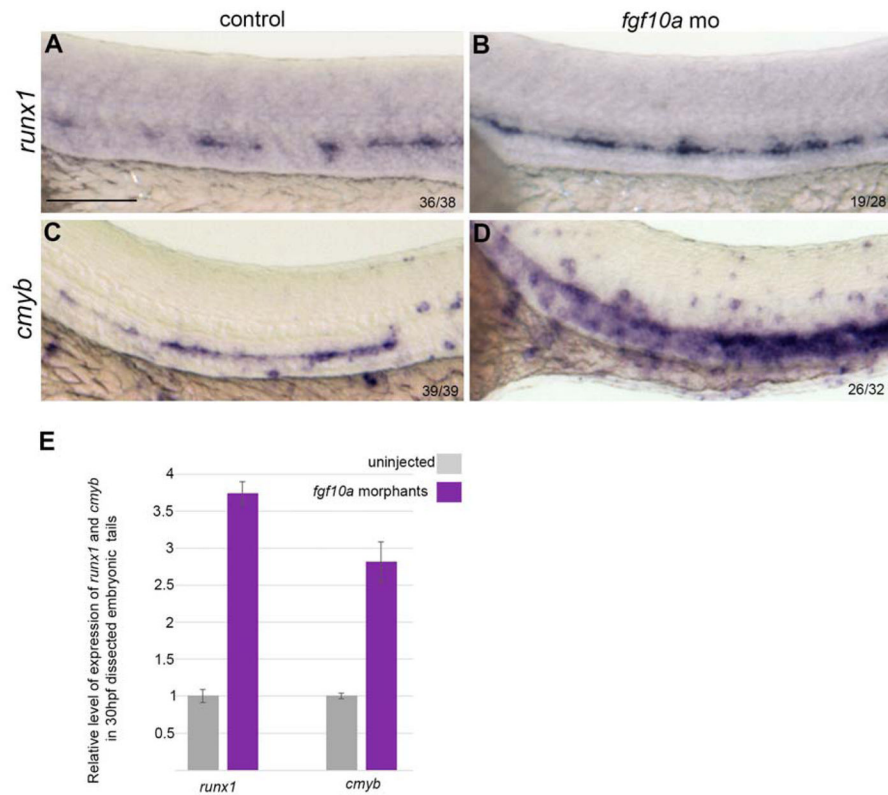 control
fgf10a mo
A
B
runx1
36/38
19/28
C
D
cmyb
39/39
26/32
E
uninjected
fgf10a morphants
Relative level of expression of runx1 and cmyb
in 30hpf dissected embryonic tails
4
3.5
3
2.5
2
1.5
1
0.5
runx1
cmyb